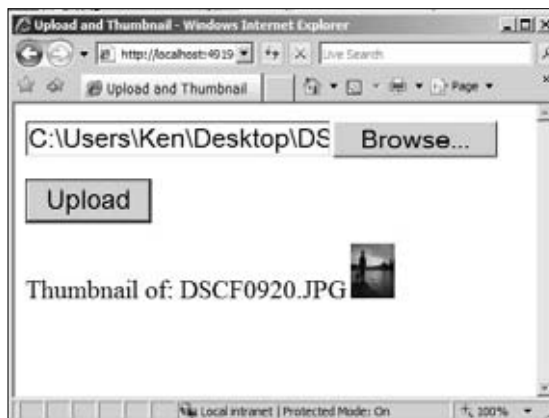 Upload and Thumbnail - Windows Internet Explorer
http://localhost:4919
Live Search
Upload and Thumbnail
Page
C:\Users\Ken\Desktop\DS
Browse...
Upload
Thumbnail of: DSCF0920.JPG
Local intranet | Protected Mode: On
100%